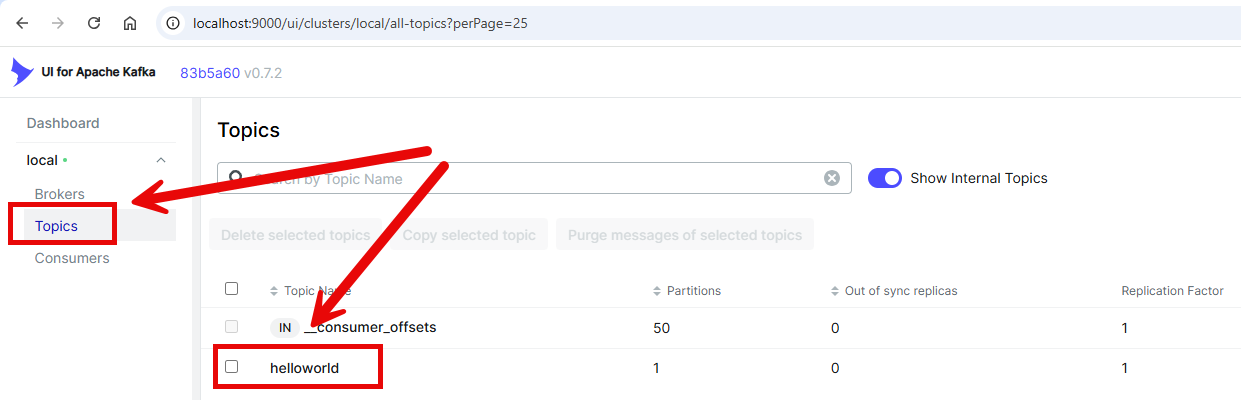 localhost:9000/ui/clusters/local/all-topics?perPage=25
UI for Apache Kafka 83b5a60 v0.7.2
Dashboard
local
Brokers
Topics
Consumers
Topics
by Topic Name
Show Internal Topics
Delete selected topics Copy selected topic Purge messages of selected topics
Topic Name Partitions Out of sync replicas Replication Factor
IN __consumer_offsets 50 0 1
helloworld 1 0 1